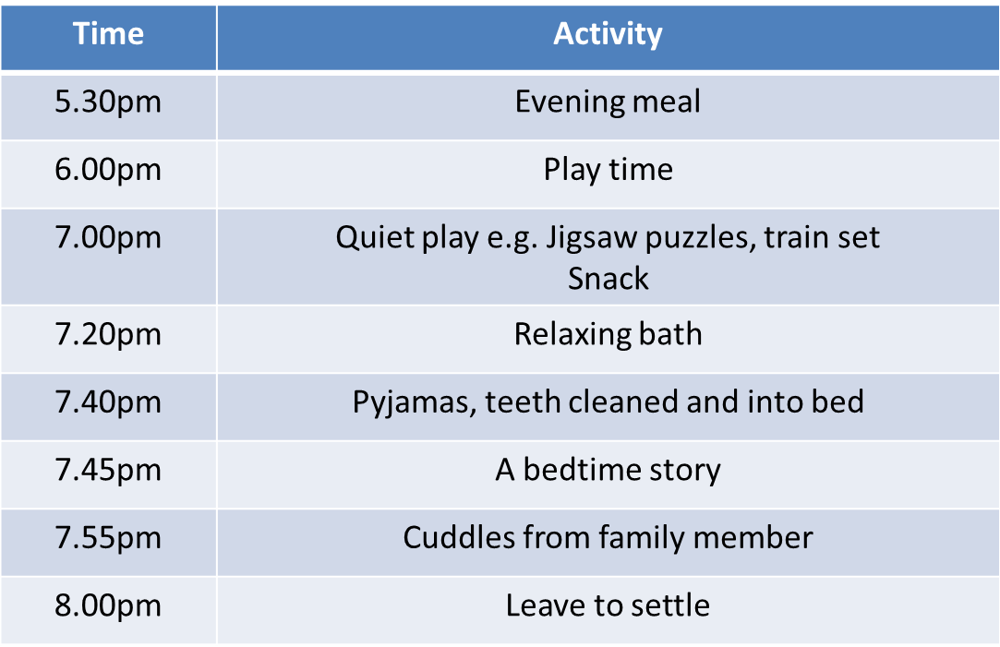 Time Activity
5.30pm Evening meal
6.00pm Play time
7.00pm Quiet play e.g. Jigsaw puzzles, train set
Snack
7.20pm Relaxing bath
7.40pm Pyjamas, teeth cleaned and into bed
7.45pm A bedtime story
7.55pm Cuddles from family member
8.00pm Leave to settle